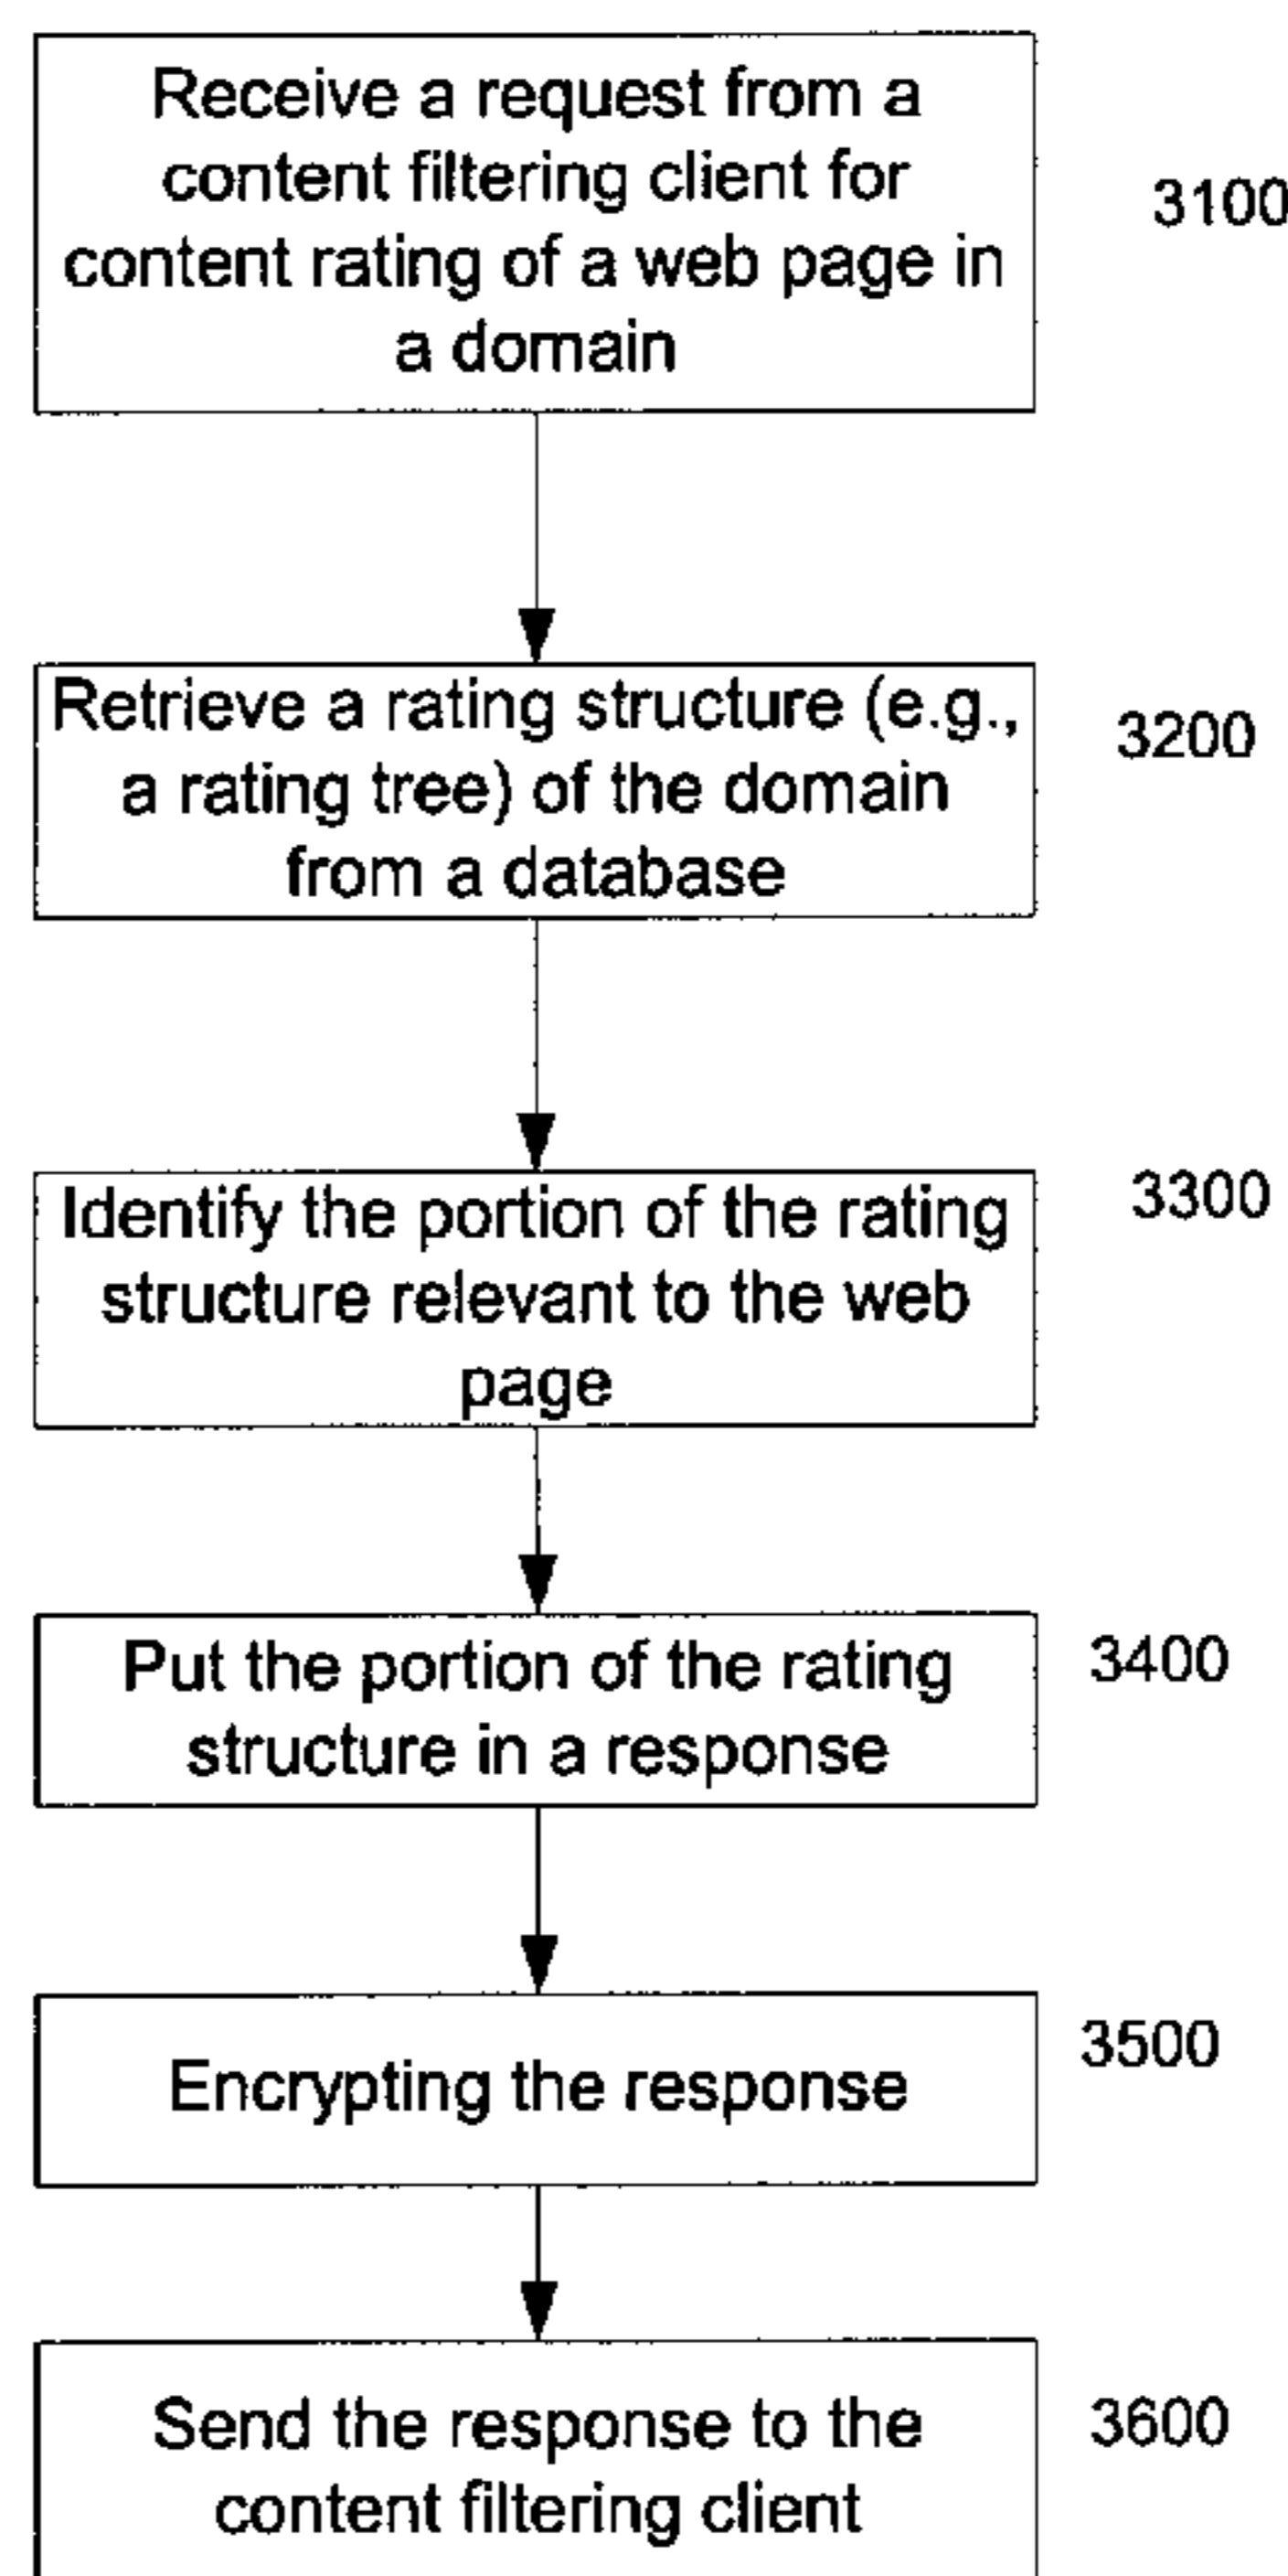 Receive a request from a
content filtering client for
content rating of a web page in
a domain
3100
Retrieve a rating structure (e.g.,
a rating tree) of the domain
from a database
3200
Identify the portion of the rating
structure relevant to the web
page
3300
Put the portion of the rating
structure in a response
3400
Encrypting the response
3500
Send the response to the
content filtering client
3600